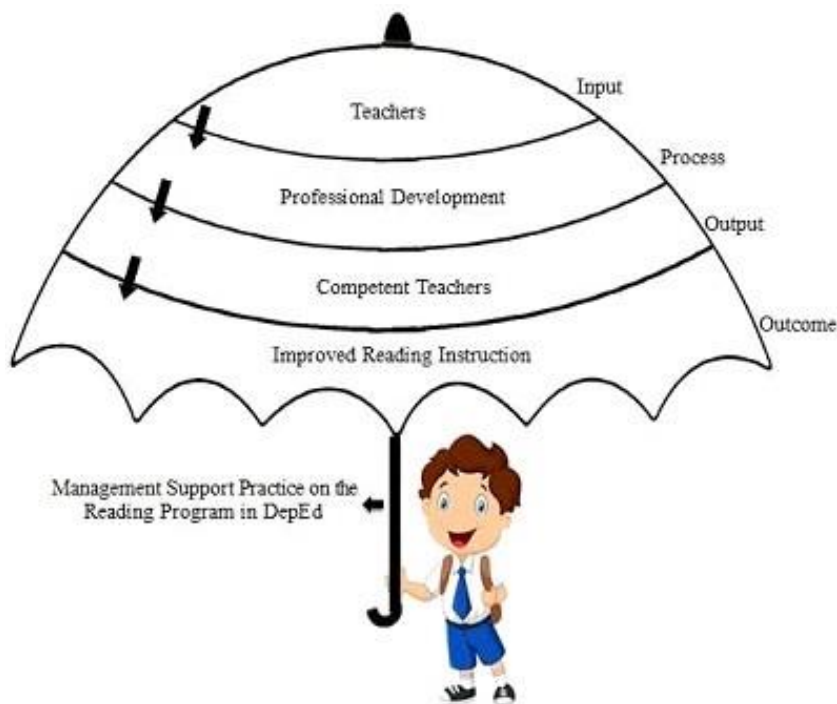 Input
Teachers
Process
Professional Development
Output
Competent Teachers
Outcome
Improved Reading Instruction
Management Support Practice on the
Reading Program in DepEd